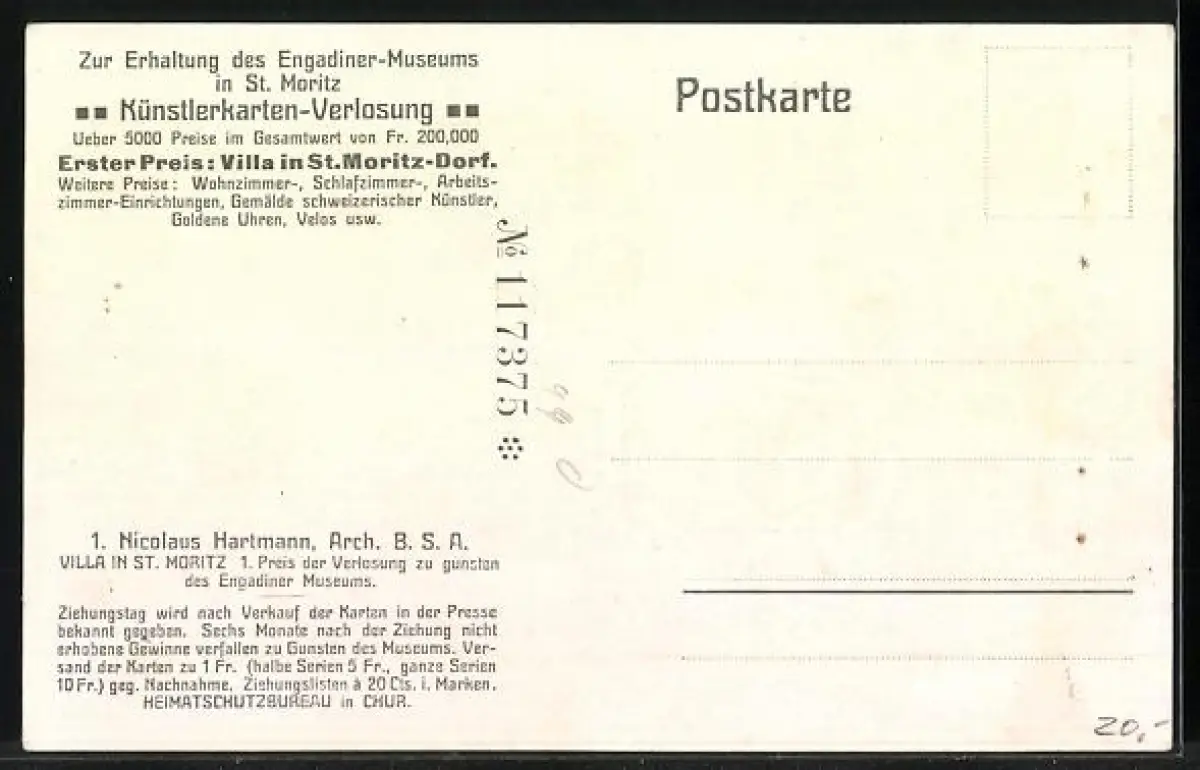 Zur Erhaltung des Engadiner-Museums
in St. Moritz
Künstlerkarten-Verlosung
Ueber 5000 Preise im Gesamtwert von Fr. 200,000
Erster Preis: Villa in St. Moritz-Dorf.
Weitere Preise: Wohnzimmer-, Schlafzimmer-, Arbeits-
zimmer-Einrichtungen, Gemälde schweizerischer Künstler,
Goldene Uhren, Velos usw.
№ 117375
1. Nicolaus Hartmann, Arch. B. S. A.
VILLA IN ST. MORITZ 1. Preis der Verlosung zu gunsten
des Engadiner Museums.
Ziehungstag wird nach Verkauf der Karten in der Presse
bekannt gegeben. Sechs Monate nach der Ziehung nicht
erhobene Gewinne verfallen zu Gunsten des Museums. Ver-
sand der Karten zu 1 Fr. (halbe Serien 5 Fr., ganze Serien
10 Fr.) geg. Nachnahme. Ziehungslisten à 20 Cts. i. Marken.
HEIMATSCHUTZBUREAU in CHUR.
Postkarte
20,-